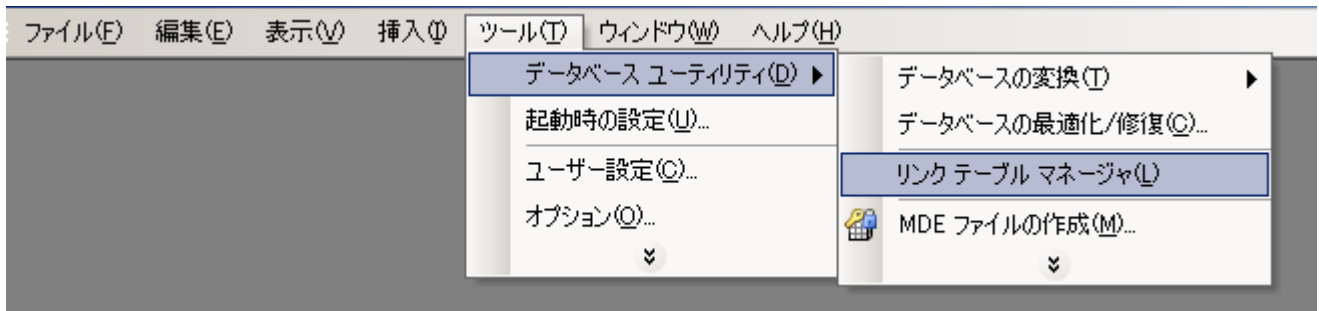 ファイル(F) 編集(E) 表示(V) 挿入(I) ツール(T) ウィンドウ(W) ヘルプ(H)
データベース ユーティリティ(D)
起動時の設定(U)...
ユーザー設定(C)...
オプション(O)...
データベースの変換(T)
データベースの最適化/修復(C)...
リンク テーブル マネージャ(L)
MDE ファイルの作成(M)...